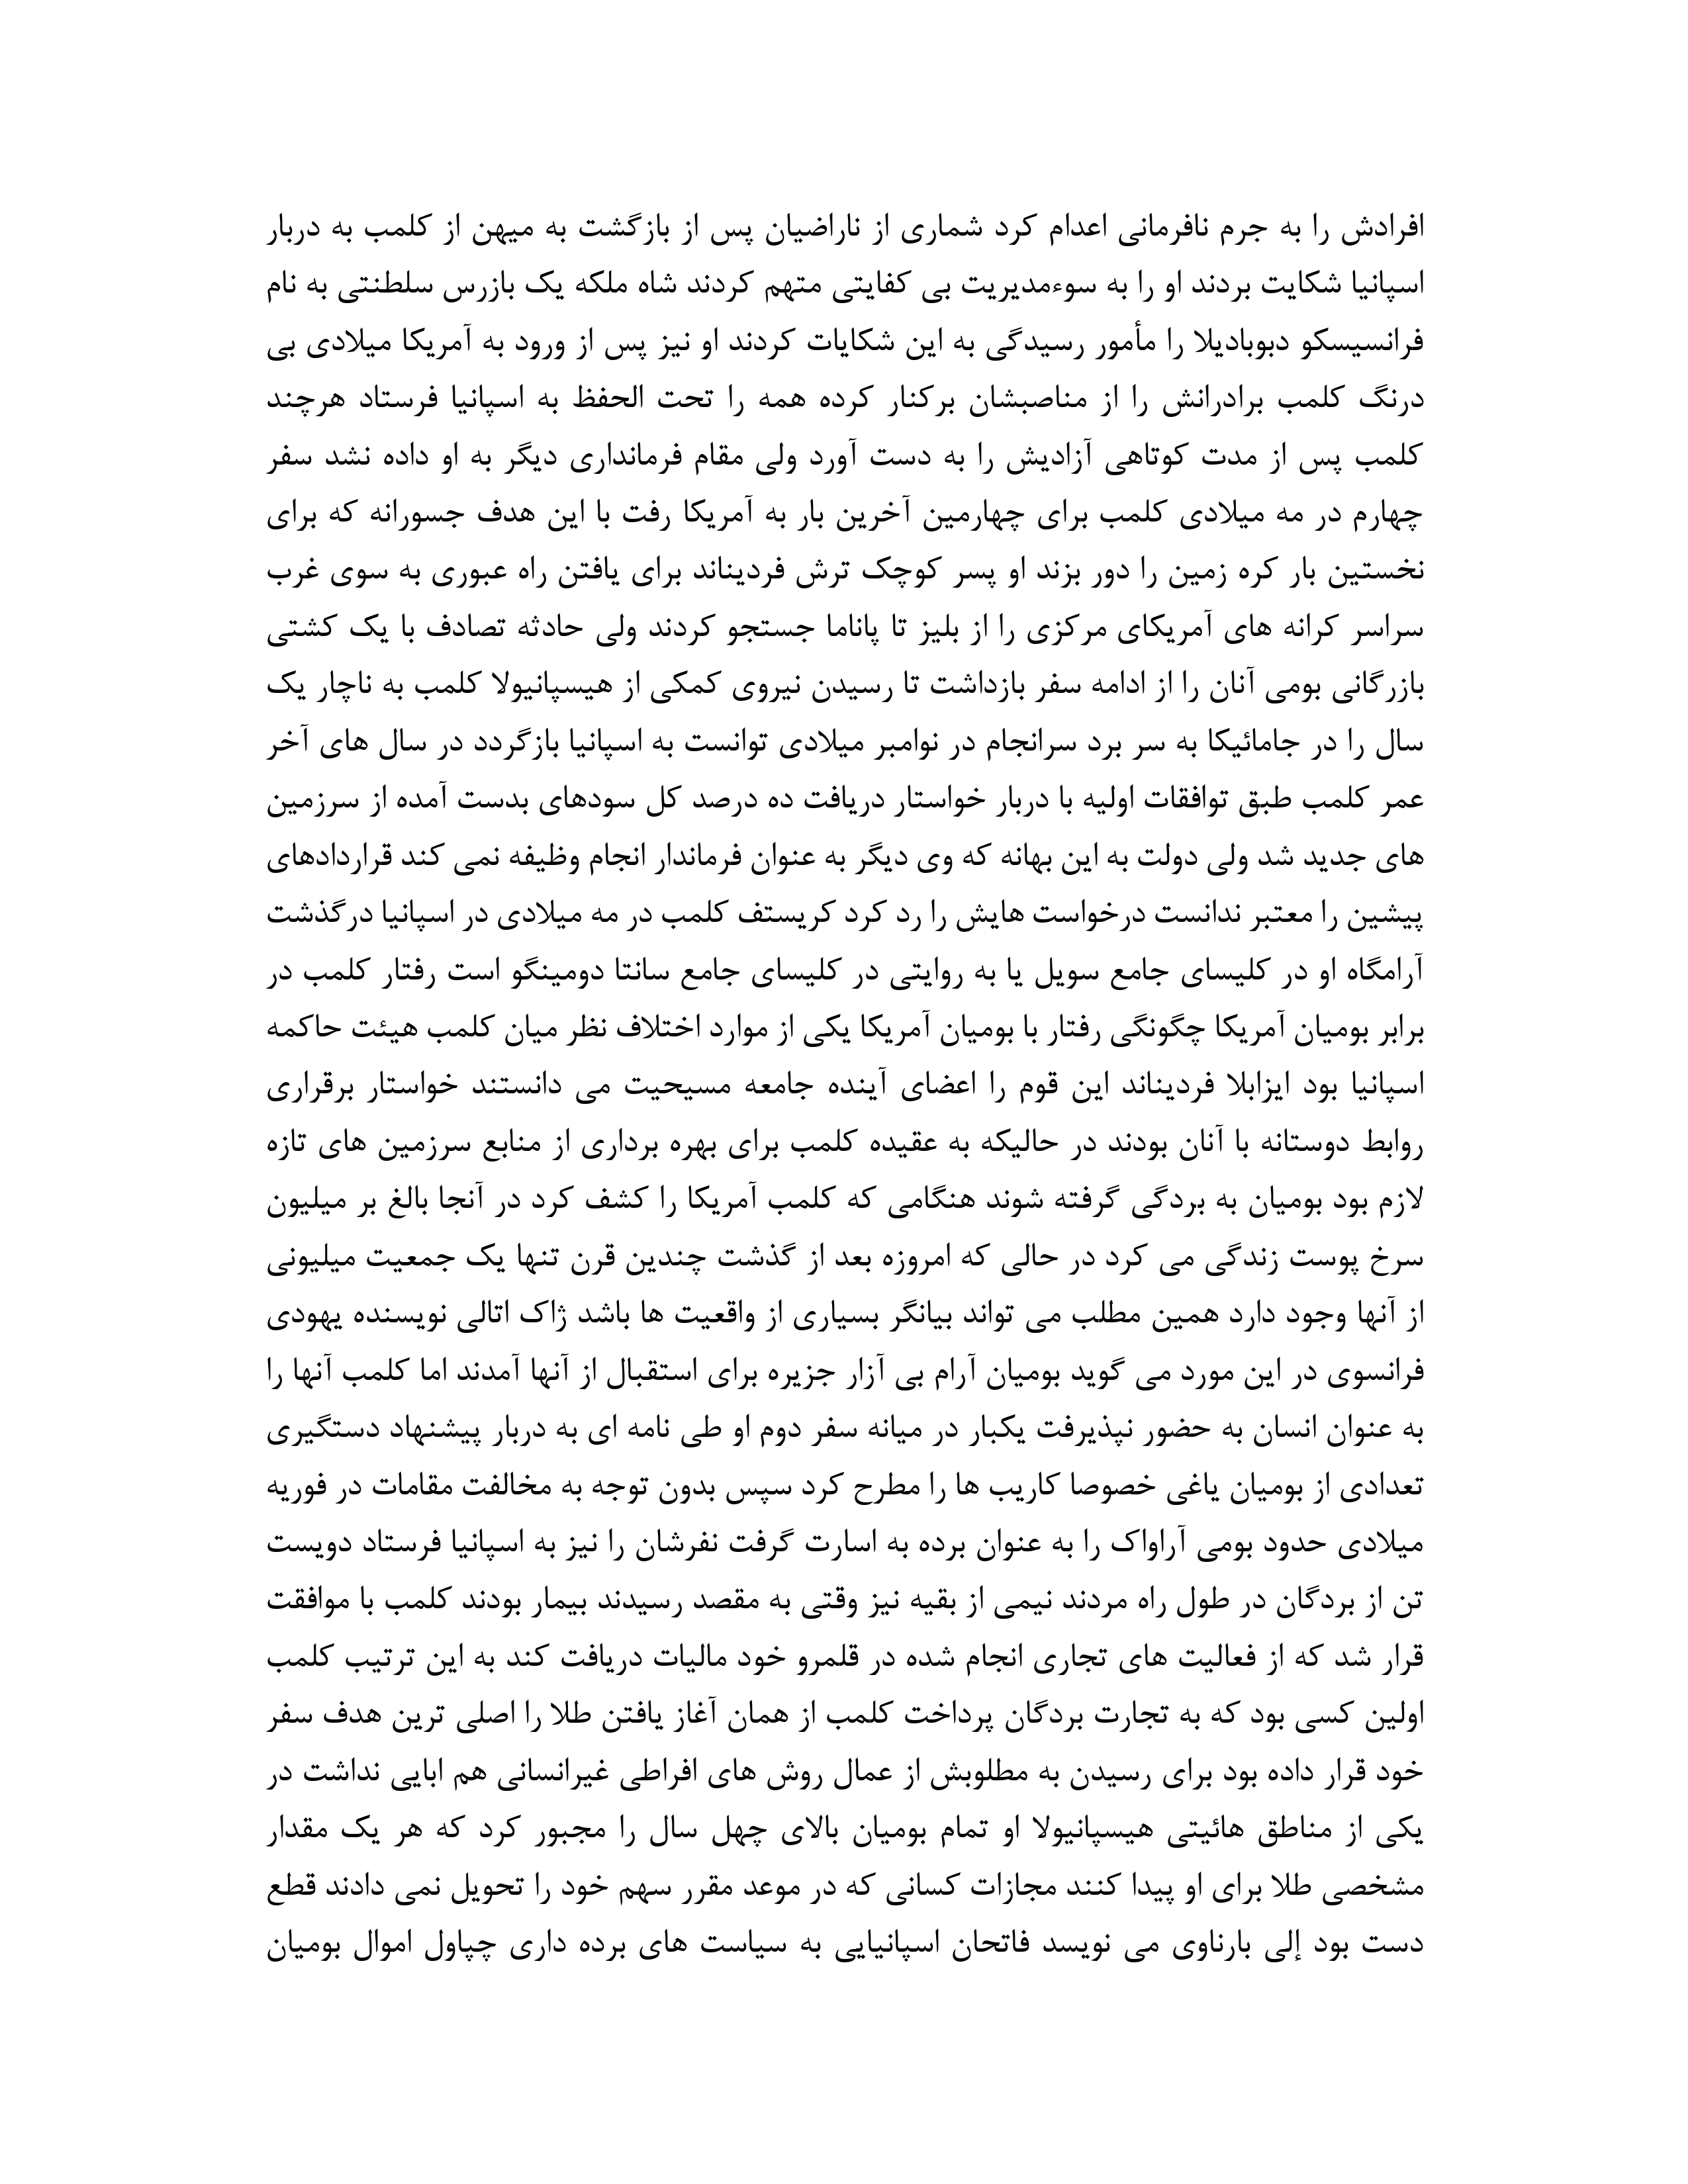 افرادش را به جرم نافرمانی اعدام کرد شماری از ناراضیان پس از بازگشت به میهن از کلمب به دربار
اسپانیا شکایت بردند او را به سوءمدیریت بی کفایتی متهم کردند شاه ملکه یک بازرس سلطنتی به نام
فرانسیسکو دبوبادیلا را مأمور رسیدگی به این شکایات کردند او نیز پس از ورود به آمریکا میلادی بی
درنگ کلمب برادرانش را از مناصبشان برکنار کرده همه را تحت الحفظ به اسپانیا فرستاد هرچند
کلمب پس از مدت کوتاهی آزادیش را به دست آورد ولی مقام فرمانداری دیگر به او داده نشد سفر
چهارم در مه میلادی کلمب برای چهارمین آخرین بار به آمریکا رفت با این هدف جسورانه که برای
نخستین بار کره زمین را دور بزند او پسر کوچک ترش فردیناند برای یافتن راه عبوری به سوی غرب
سراسر کرانه های آمریکای مرکزی را از بلیز تا پاناما جستجو کردند ولی حادثه تصادف با یک کشتی
بازرگانی بومی آنان را از ادامه سفر بازداشت تا رسیدن نیروی کمکی از هیسپانیولا کلمب به ناچار یک
سال را در جامائیکا به سر برد سرانجام در نوامبر میلادی توانست به اسپانیا بازگردد در سال های آخر
عمر کلمب طبق توافقات اولیه با دربار خواستار دریافت ده درصد کل سودهای بدست آمده از سرزمین
های جدید شد ولی دولت به این بهانه که وی دیگر به عنوان فرماندار انجام وظیفه نمی کند قراردادهای
پیشین را معتبر ندانست درخواست هایش را رد کرد کریستف کلمب در مه میلادی در اسپانیا درگذشت
آرامگاه او در کلیسای جامع سویل یا به روایتی در کلیسای جامع سانتا دومینگو است رفتار کلمب در
برابر بومیان آمریکا چگونگی رفتار با بومیان آمریکا یکی از موارد اختلاف نظر میان کلمب هیئت حاکمه
اسپانیا بود ایزابلا فردیناند این قوم را اعضای آینده جامعه مسیحیت می دانستند خواستار برقراری
روابط دوستانه با آنان بودند در حالیکه به عقیده کلمب برای بهره برداری از منابع سرزمین های تازه
لازم بود بومیان به بردگی گرفته شوند هنگامی که کلمب آمریکا را کشف کرد در آنجا بالغ بر میلیون
سرخ پوست زندگی می کرد در حالی که امروزه بعد از گذشت چندین قرن تنها یک جمعیت میلیونی
از آنها وجود دارد همین مطلب می تواند بیانگر بسیاری از واقعیت ها باشد ژاک اتالی نویسنده یهودی
فرانسوی در این مورد می گوید بومیان آرام بی آزار جزیره برای استقبال از آنها آمدند اما کلمب آنها را
به عنوان انسان به حضور نپذیرفت یکبار در میانه سفر دوم او طی نامه ای به دربار پیشنهاد دستگیری
تعدادی از بومیان یاغی خصوصا کاریب ها را مطرح کرد سپس بدون توجه به مخالفت مقامات در فوریه
میلادی حدود بومی آراواک را به عنوان برده به اسارت گرفت نفرشان را نیز به اسپانیا فرستاد دویست
تن از بردگان در طول راه مردند نیمی از بقیه نیز وقتی به مقصد رسیدند بیمار بودند کلمب با موافقت
قرار شد که از فعالیت های تجاری انجام شده در قلمرو خود مالیات دریافت کند به این ترتیب کلمب
اولین کسی بود که به تجارت بردگان پرداخت کلمب از همان آغاز یافتن طلا را اصلی ترین هدف سفر
خود قرار داده بود برای رسیدن به مطلوبش از عمال روش های افراطی غیرانسانی هم ابایی نداشت در
یکی از مناطق هائیتی هیسپانیولا او تمام بومیان بالای چهل سال را مجبور کرد که هر یک مقدار
مشخصی طلا برای او پیدا کنند مجازات کسانی که در موعد مقرر سهم خود را تحویل نمی دادند قطع
دست بود إلی بارناوی می نویسد فاتحان اسپانیایی به سیاست های برده داری چپاول اموال بومیان